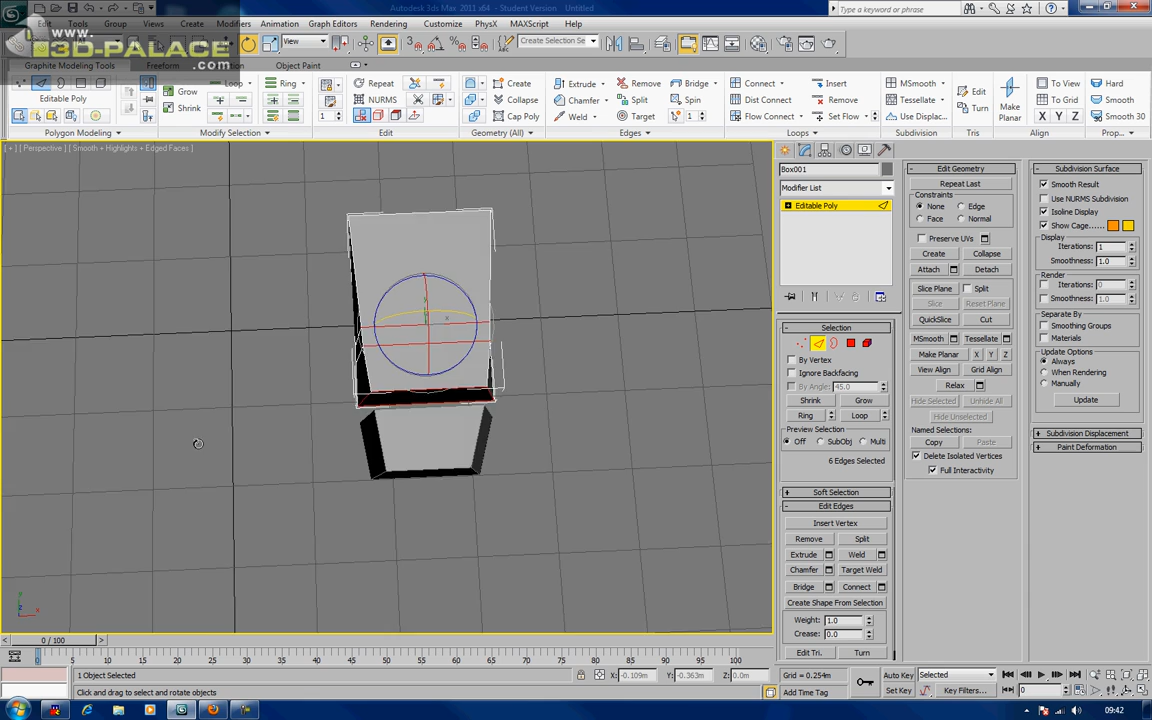 Autodesk 3ds Max 2011 x64 - Student Version Untitled
Type a keyword or phrase
Tools Group Views Create Modifiers Animation Graph Editors Rendering Customize PhysX MAXScript Help
www.
3D-PALACE
.com
View
Create Selection Se
Graphite Modeling Tools Freeform Selection Object Paint
Editable Poly
Grow
Shrink
Loop
Ring
Repeat
NURMS
1
Create
Collapse
Cap Poly
Extrude
Chamfer
Weld
Remove
Split
Target
Bridge
Spin
1
Connect
Dist Connect
Flow Connect
Insert
Remove
Set Flow
MSmooth
Tessellate
Use Displac...
Edit
Turn
Make
Planar
To View
To Grid
X Y Z
Hard
Smooth
Smooth 30
Polygon Modeling Modify Selection Edit Geometry (All) Edges Loops Subdivision Tris Align Prop...
[ + ] [ Perspective ] [ Smooth + Highlights + Edged Faces ]
Box001
Modifier List
Editable Poly
Selection
By Vertex
Ignore Backfacing
By Angle: 45.0
Shrink Grow
Ring Loop
Preview Selection
Off SubObj Multi
6 Edges Selected
Soft Selection
Edit Edges
Insert Vertex
Remove Split
Extrude Weld
Chamfer Target Weld
Bridge Connect
Create Shape From Selection
Weight: 1.0
Crease: 0.0
Edit Tri. Turn
Edit Geometry
Repeat Last
Constraints
None Edge
Face Normal
Preserve UVs
Create Collapse
Attach Detach
Slice Plane Split
Slice Reset Plane
QuickSlice Cut
MSmooth Tessellate
Make Planar X Y Z
View Align Grid Align
Relax
Hide Selected Unhide All
Hide Unselected
Named Selections:
Copy Paste
Delete Isolated Vertices
Full Interactivity
Subdivision Surface
Smooth Result
Use NURMS Subdivision
Isoline Display
Show Cage......
Display
Iterations: 1
Smoothness: 1.0
Render
Iterations: 0
Smoothness: 1.0
Separate By
Smoothing Groups
Materials
Update Options
Always
When Rendering
Manually
Update
Subdivision Displacement
Paint Deformation
0 / 100
0 5 10 15 20 25 30 35 40 45 50 55 60 65 70 75 80 85 90 95 100
1 Object Selected
X: -0.109m Y: -0.363m Z: 0.0m
Grid = 0.254m
Auto Key Selected
Click and drag to select and rotate objects
Add Time Tag
Set Key Key Filters...
0
09:42